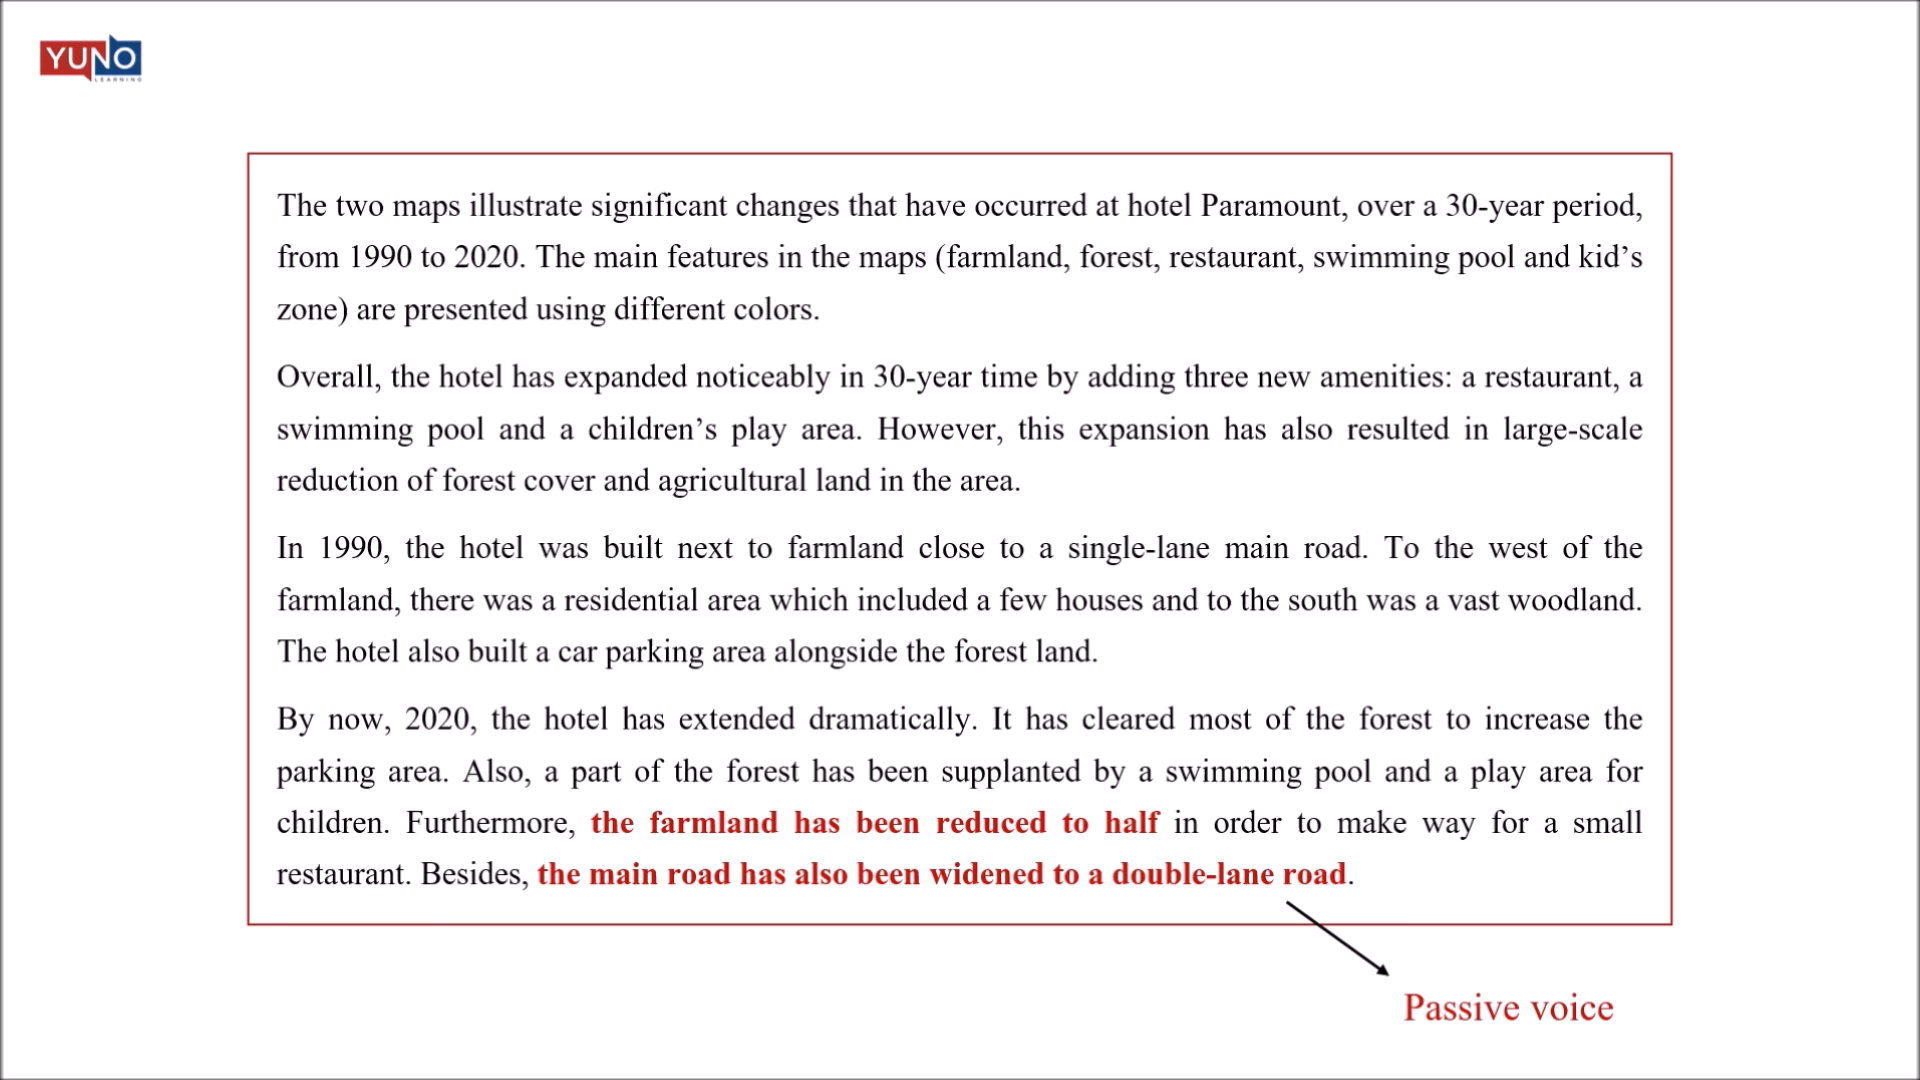 YUNO
LEARNING
The two maps illustrate significant changes that have occurred at hotel Paramount, over a 30-year period,
from 1990 to 2020. The main features in the maps (farmland, forest, restaurant, swimming pool and kid’s
zone) are presented using different colors.
Overall, the hotel has expanded noticeably in 30-year time by adding three new amenities: a restaurant, a
swimming pool and a children’s play area. However, this expansion has also resulted in large-scale
reduction of forest cover and agricultural land in the area.
In 1990, the hotel was built next to farmland close to a single-lane main road. To the west of the
farmland, there was a residential area which included a few houses and to the south was a vast woodland.
The hotel also built a car parking area alongside the forest land.
By now, 2020, the hotel has extended dramatically. It has cleared most of the forest to increase the
parking area. Also, a part of the forest has been supplanted by a swimming pool and a play area for
children. Furthermore, the farmland has been reduced to half in order to make way for a small
restaurant. Besides, the main road has also been widened to a double-lane road.
Passive voice